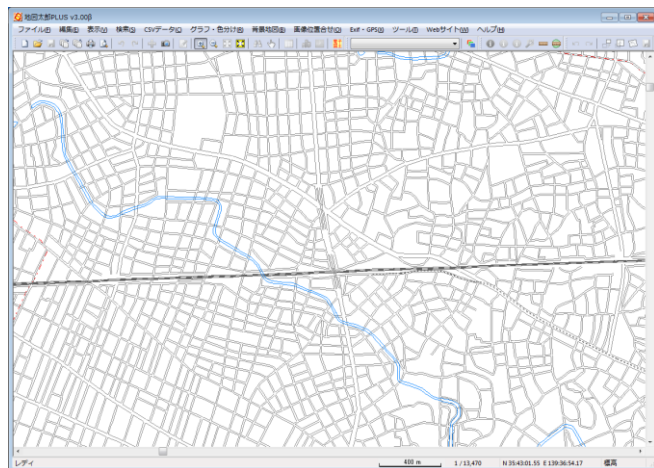 地図太郎PLUS v3.00β
ファイル(F) 編集(E) 表示(V) 検索(S) CSVデータ(C) グラフ・色分け(R) 背景地図(B) 画像位置合せ(O) Exif・GPS(I) ツール(M) Webサイト(W) ヘルプ(H)
レディ 400 m 1 / 13,470 N 35:43:01.55 E 139:36:54.17 標高